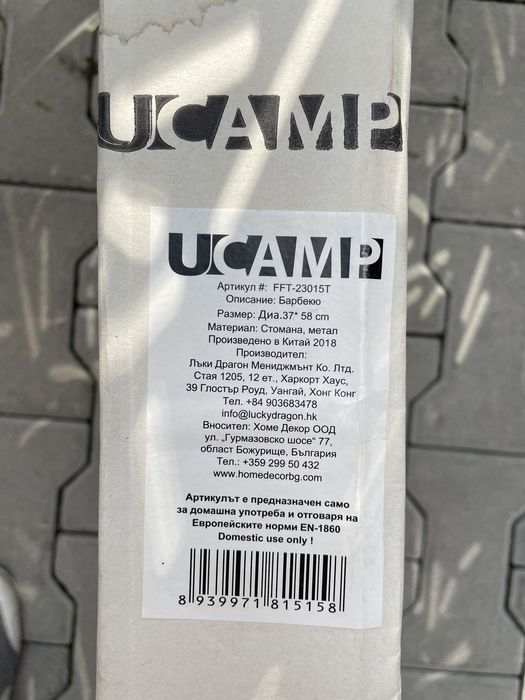 UCAMP
UCAMP
Артикул #: FFT-23015T
Описание: Барбекю
Размер: Диа.37* 58 cm
Материал: Стомана, метал
Произведено в Китай 2018
Производител:
Лъки Драгон Мениджмънт Ко. Лтд.
Стая 1205, 12 ет., Харкорт Хаус,
39 Глостър Роуд, Уангай, Хонг Конг
Тел. +84 903683478
info@luckydragon.hk
Вносител: Хоме Декор ООД
ул. „Гурмазовско шосе" 77,
област Божурище, България
Тел.: +359 299 50 432
www.homedecorbg.com
Артикулът е предназначен само
за домашна употреба и отговаря на
Европейските норми EN-1860
Domestic use only !
8 939971 815158